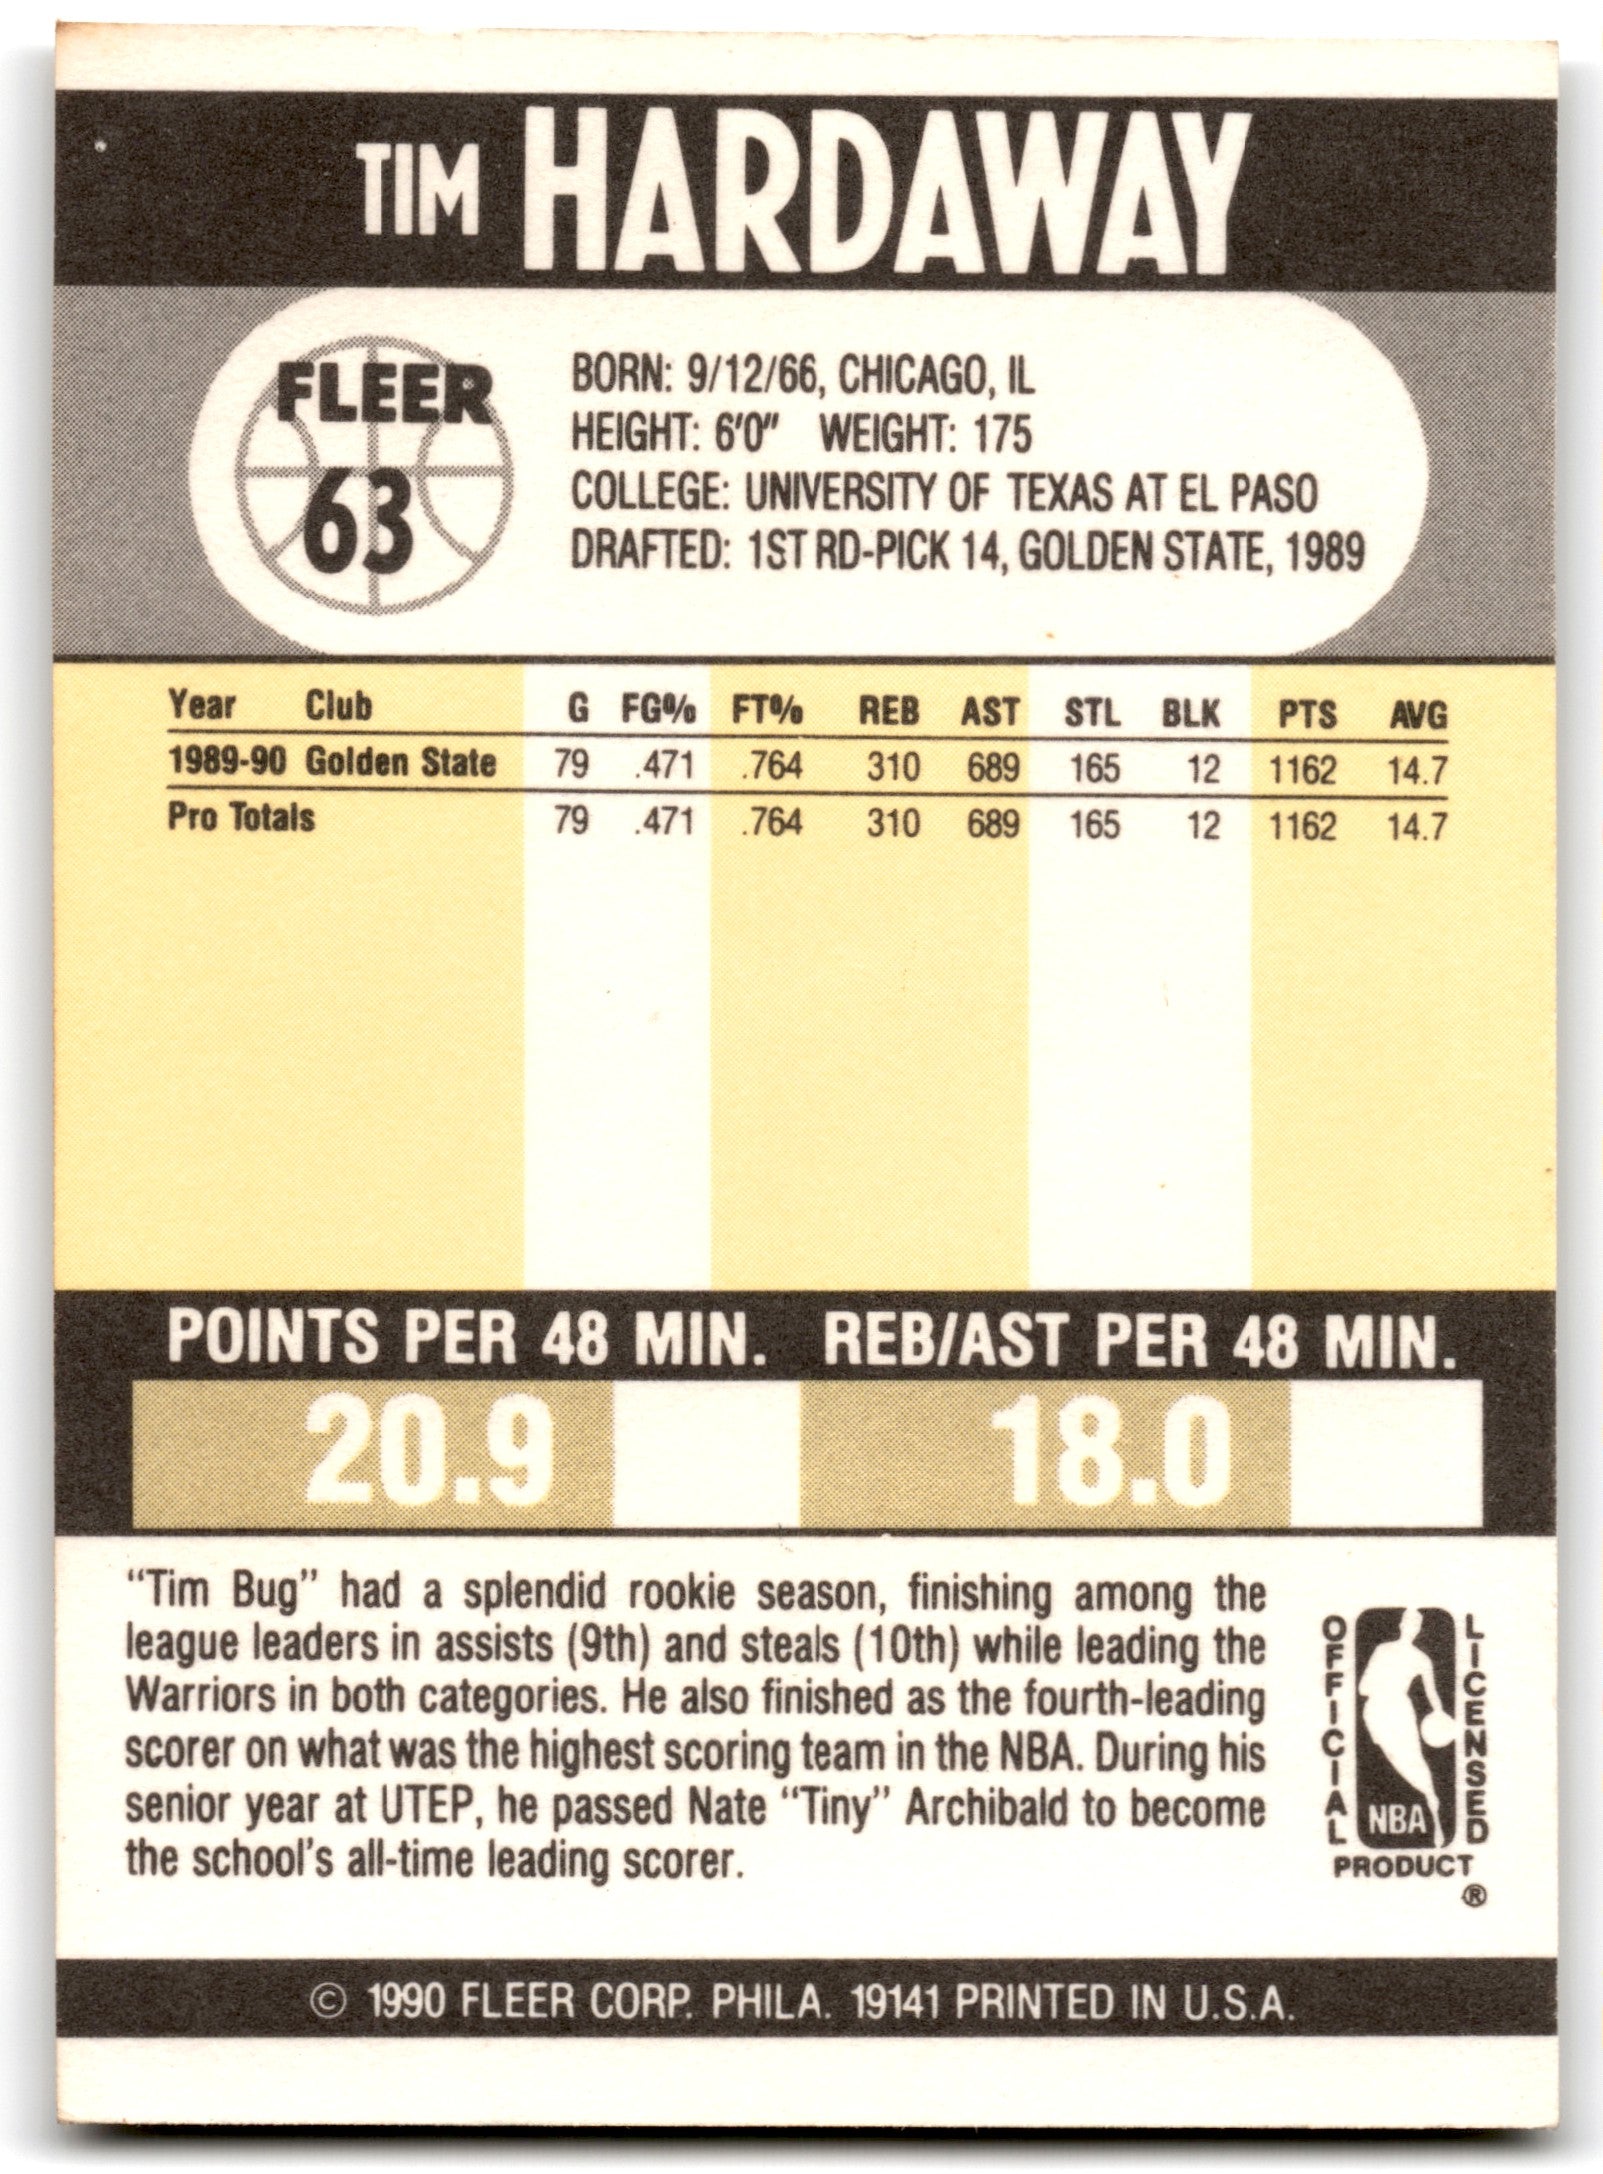 TIM HARDAWAY
FLEER
63
BORN: 9/12/66, CHICAGO, IL
HEIGHT: 6'0" WEIGHT: 175
COLLEGE: UNIVERSITY OF TEXAS AT EL PASO
DRAFTED: 1ST RD-PICK 14, GOLDEN STATE, 1989
Year Club G FG% FT% REB AST STL BLK PTS AVG
1989-90 Golden State 79 .471 .764 310 689 165 12 1162 14.7
Pro Totals 79 .471 .764 310 689 165 12 1162 14.7
POINTS PER 48 MIN. REB/AST PER 48 MIN.
20.9 18.0
“Tim Bug” had a splendid rookie season, finishing among the
league leaders in assists (9th) and steals (10th) while leading the
Warriors in both categories. He also finished as the fourth-leading
scorer on what was the highest scoring team in the NBA. During his
senior year at UTEP, he passed Nate “Tiny” Archibald to become
the school's all-time leading scorer.
OFFICIAL
NBA
LICENSED
PRODUCT
®
© 1990 FLEER CORP. PHILA. 19141 PRINTED IN U.S.A.